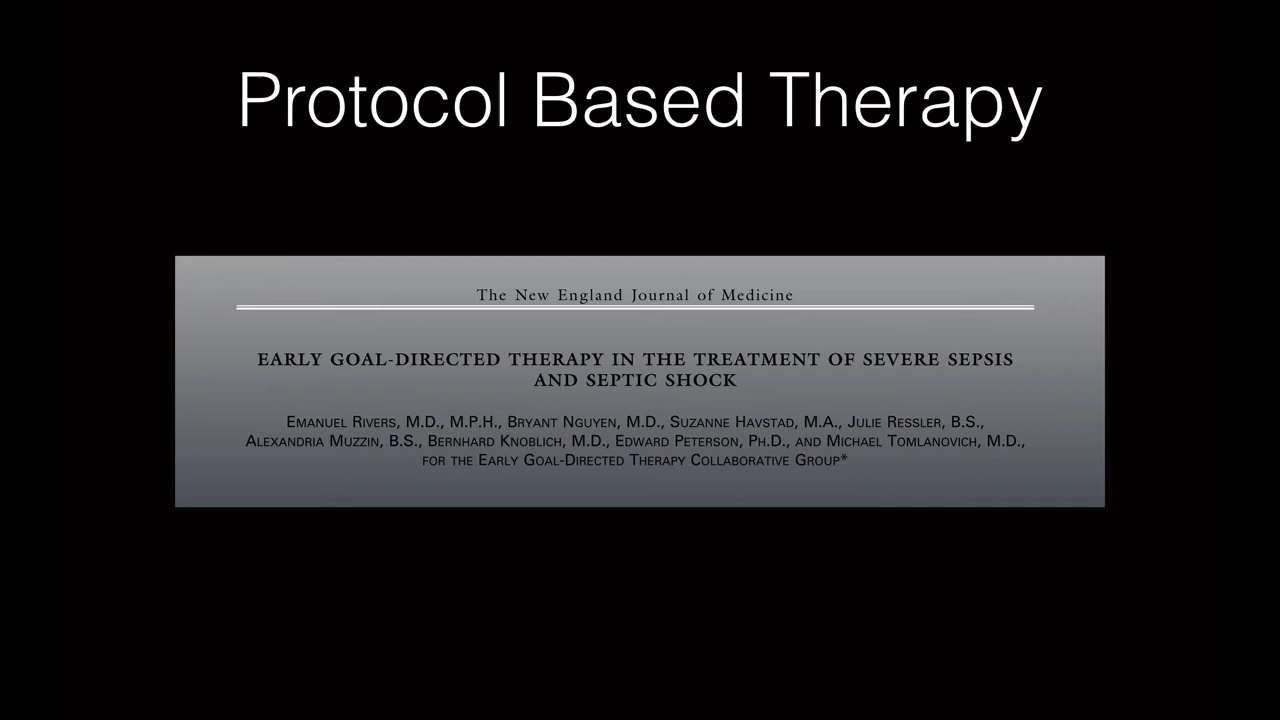 Protocol Based Therapy
The New England Journal of Medicine
EARLY GOAL-DIRECTED THERAPY IN THE TREATMENT OF SEVERE SEPSIS
AND SEPTIC SHOCK
EMANUEL RIVERS, M.D., M.P.H., BRYANT NGUYEN, M.D., SUZANNE HAVSTAD, M.A., JULIE RESSLER, B.S.,
ALEXANDRIA MUZZIN, B.S., BERNHARD KNOBLICH, M.D., EDWARD PETERSON, PH.D., AND MICHAEL TOMLANOVICH, M.D.,
FOR THE EARLY GOAL-DIRECTED THERAPY COLLABORATIVE GROUP*